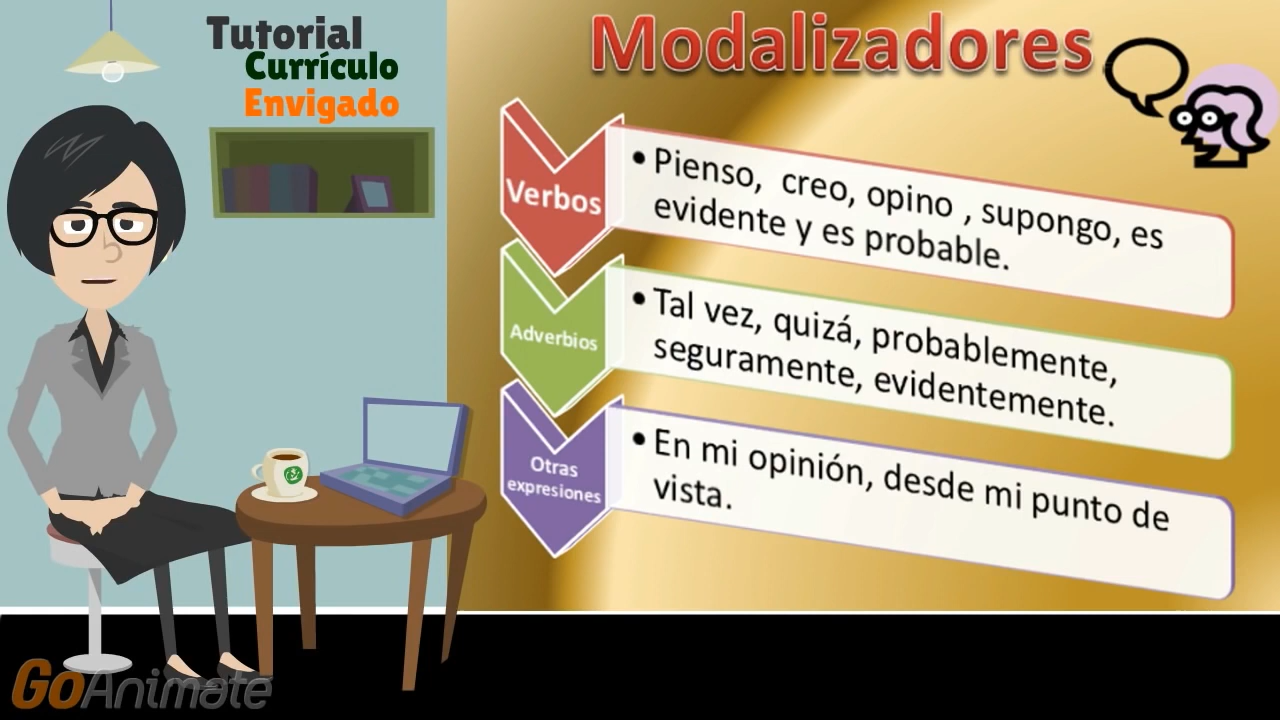 Tutorial
Currículo
Envigado
Modalizadores
Verbos
• Pienso,  creo, opino , supongo, es
evidente y es probable.
Adverbios
• Tal vez, quizá, probablemente,
seguramente, evidentemente.
Otras
expresiones
• En mi opinión, desde mi punto de
vista.
GoAnimate